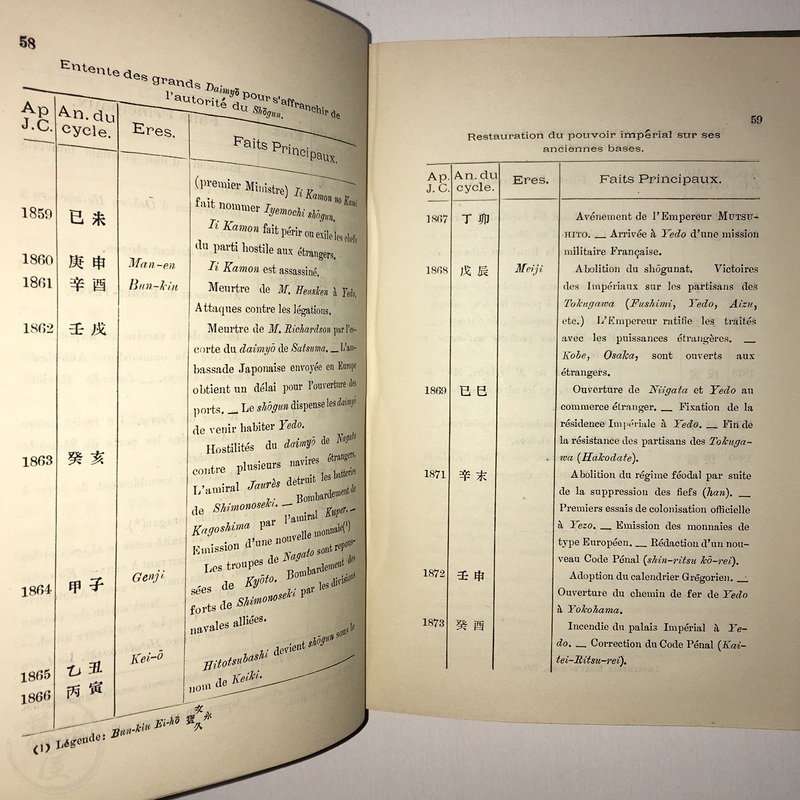 58
Entente des grands Daimyō pour s'affranchir de
l'autorité du Shōgun.
Ap J.C. An. du cycle. Eres. Faits Principaux.
(premier Ministre) Ii Kamon no Kami
1859 己未 fait nommer Iyemochi shōgun.
Ii Kamon fait périr ou exile les chefs
du parti hostile aux étrangers.
1860 庚申 Man-en Ii Kamon est assassiné.
1861 辛酉 Bun-kiu Meurtre de M. Heusken à Yedo.
Attaques contre les légations.
1862 壬戌 Meurtre de M. Richardson par l'es-
corte du daimyō de Satsuma. _ L'am-
bassade Japonaise envoyée en Europe
obtient un délai pour l'ouverture des
ports. _ Le shōgun dispense les daimyō
de venir habiter Yedo.
1863 癸亥 Hostilités du daimyō de Nagato
contre plusieurs navires étrangers.
L'amiral Jaurès detruit les batteries
de Shimonoseki. _ Bombardement de
Kagoshima par l'amiral Kuper. _
Emission d'une nouvelle monnaie(1)
1864 甲子 Genji Les troupes de Nagato sont repous-
sées de Kyōto. Bombardement des
forts de Shimonoseki par les divisions
navales alliées.
1865 乙丑 Kei-ō Hitotsubashi devient shōgun sous le
1866 丙寅 nom de Keiki.
(1) Légende: Bun-kiu Ei-hō 文久永寳
59
Restauration du pouvoir impérial sur ses
anciennes bases.
Ap. J. C. An. du cycle. Eres. Faits Principaux.
1867 丁卯 Avénement de l'Empereur MUTSU-
HITO. _ Arrivée à Yedo d'une mission
militaire Française.
1868 戊辰 Meiji Abolition du shōgunat. Victoires
des Impériaux sur les partisans des
Tokugawa (Fushimi, Yedo, Aizu,
etc.) L'Empereur ratifie les traités
avec les puissances étrangères. _
Kobe, Osaka, sont ouverts aux
étrangers.
1869 己巳 Ouverture de Niigata et Yedo au
commerce étranger. _ Fixation de la
résidence Impériale à Yedo. _ Fin de
la résistance des partisans des Tokuga-
wa (Hakodate).
1871 辛末 Abolition du régime féodal par suite
de la suppression des fiefs (han). _
Premiers essais de colonisation officielle
à Yezo. _ Emission des monnaies de
type Européen. _ Rédaction d'un nou-
veau Code Pénal (shin-ritsu kō-rei).
1872 壬申 Adoption du calendrier Grégorien. _
Ouverture du chemin de fer de Yedo
à Yokohama.
1873 癸酉 Incendie du palais Impérial à Ye-
do. _ Correction du Code Pénal (Kai-
tei-Ritsu-rei).